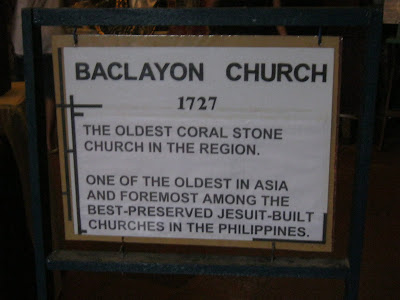 BACLAYON CHURCH
1727
THE OLDEST CORAL STONE
CHURCH IN THE REGION.
ONE OF THE OLDEST IN ASIA
AND FOREMOST AMONG THE
BEST-PRESERVED JESUIT-BUILT
CHURCHES IN THE PHILIPPINES.